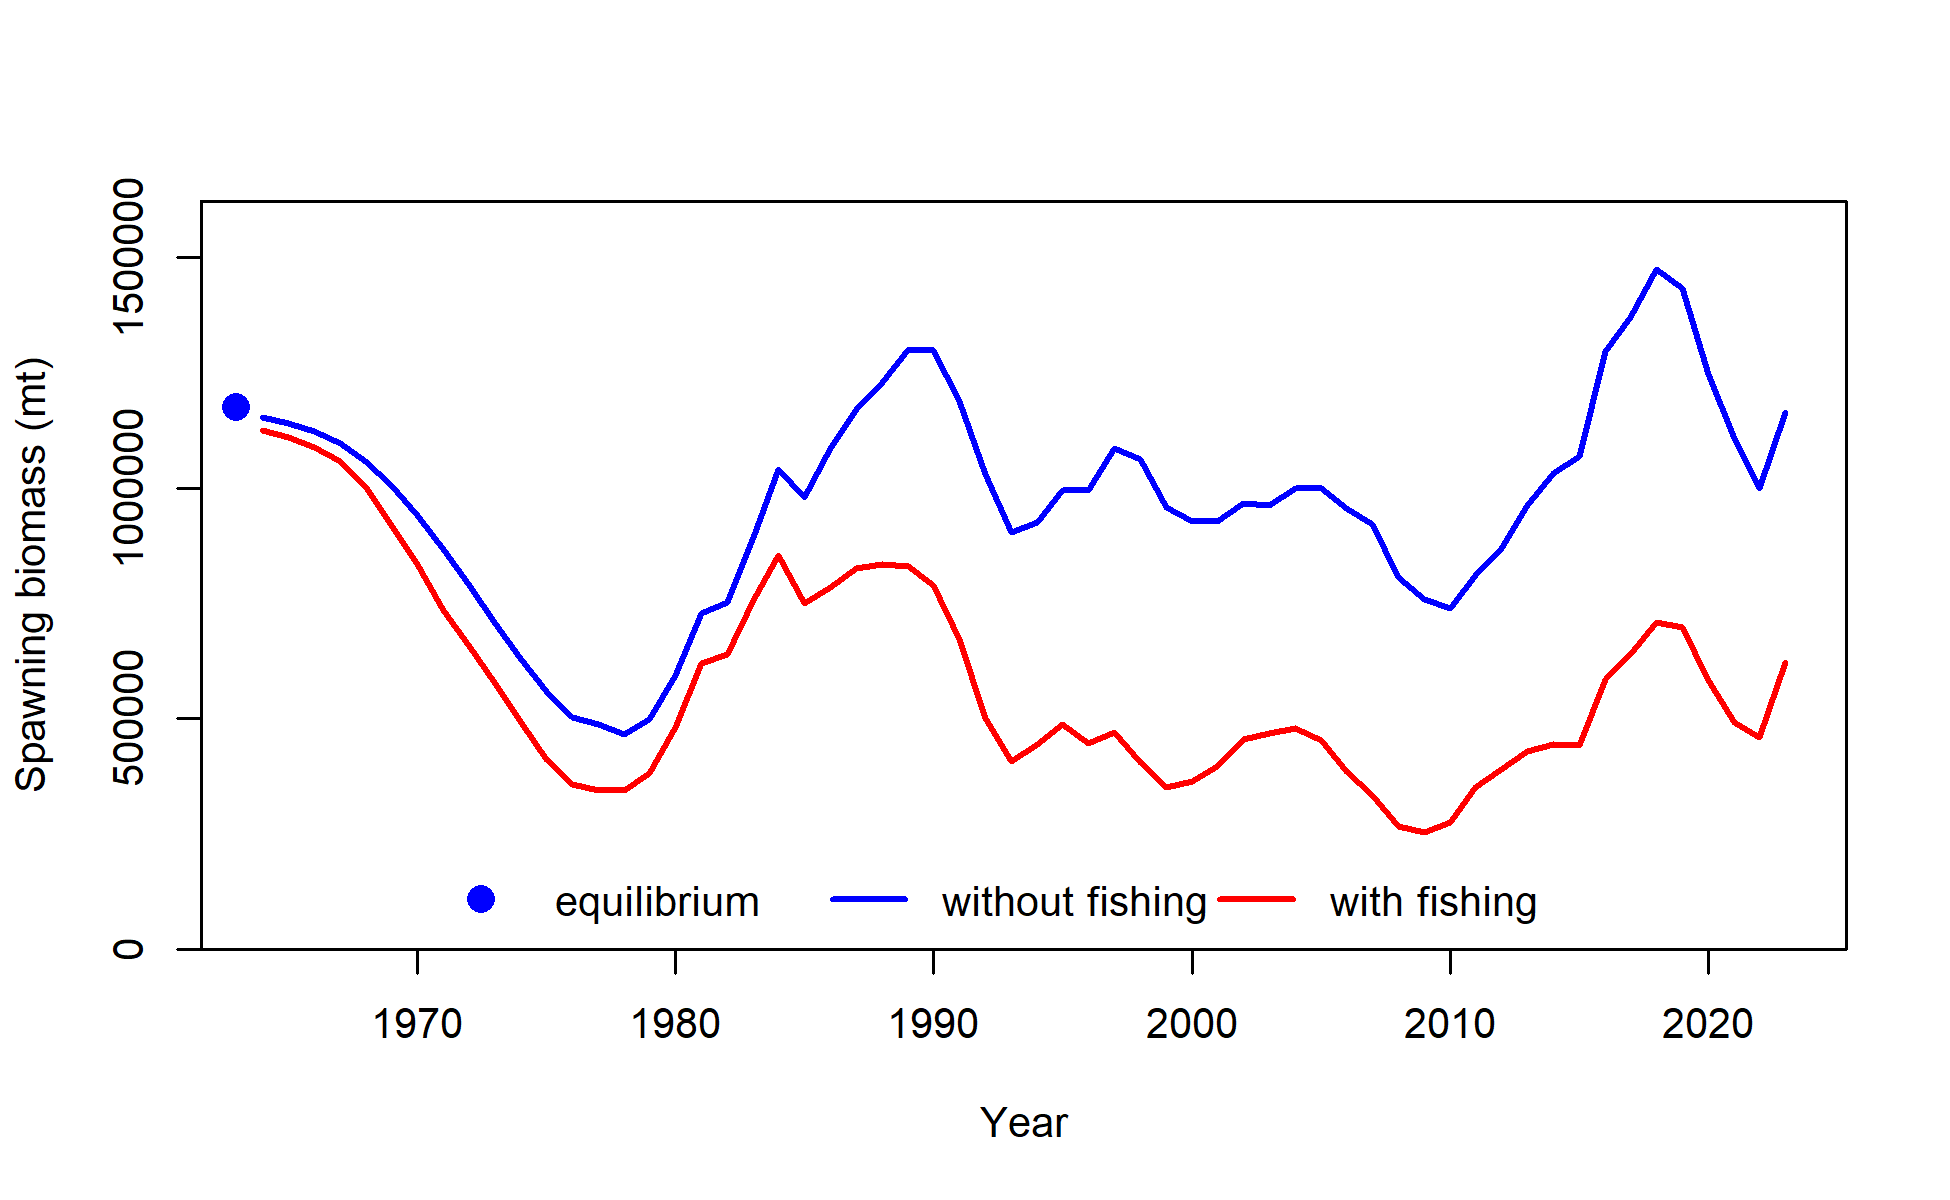 Spawning biomass (mt)
1500000
1000000
500000
0
equilibrium without fishing with fishing
1970 1980 1990 2000 2010 2020
Year